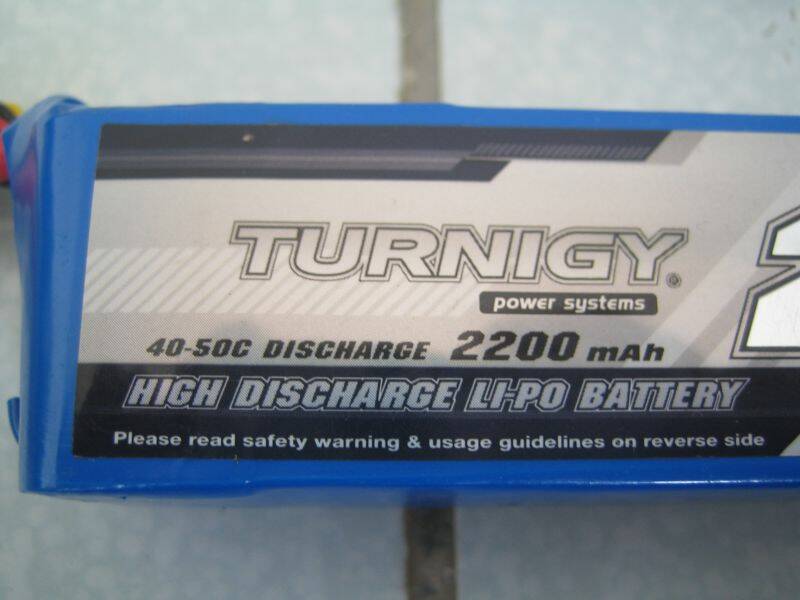 TURNIGY®
power systems
40-50C DISCHARGE 2200 mAh
HIGH DISCHARGE LI-PO BATTERY
Please read safety warning & usage guidelines on reverse side